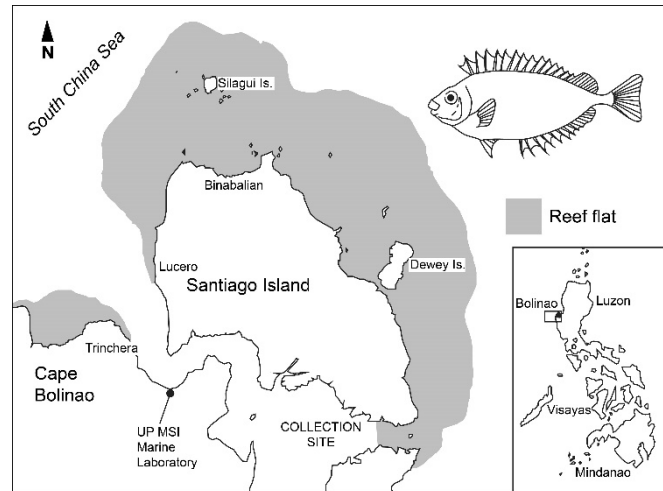 N
South China Sea
Silagui Is.
Binabalian
Reef flat
Lucero
Dewey Is.
Santiago Island
Bolinao
Luzon
Trinchera
Cape
Bolinao
UP MSI
Marine
Laboratory
COLLECTION
SITE
Visayas
Mindanao